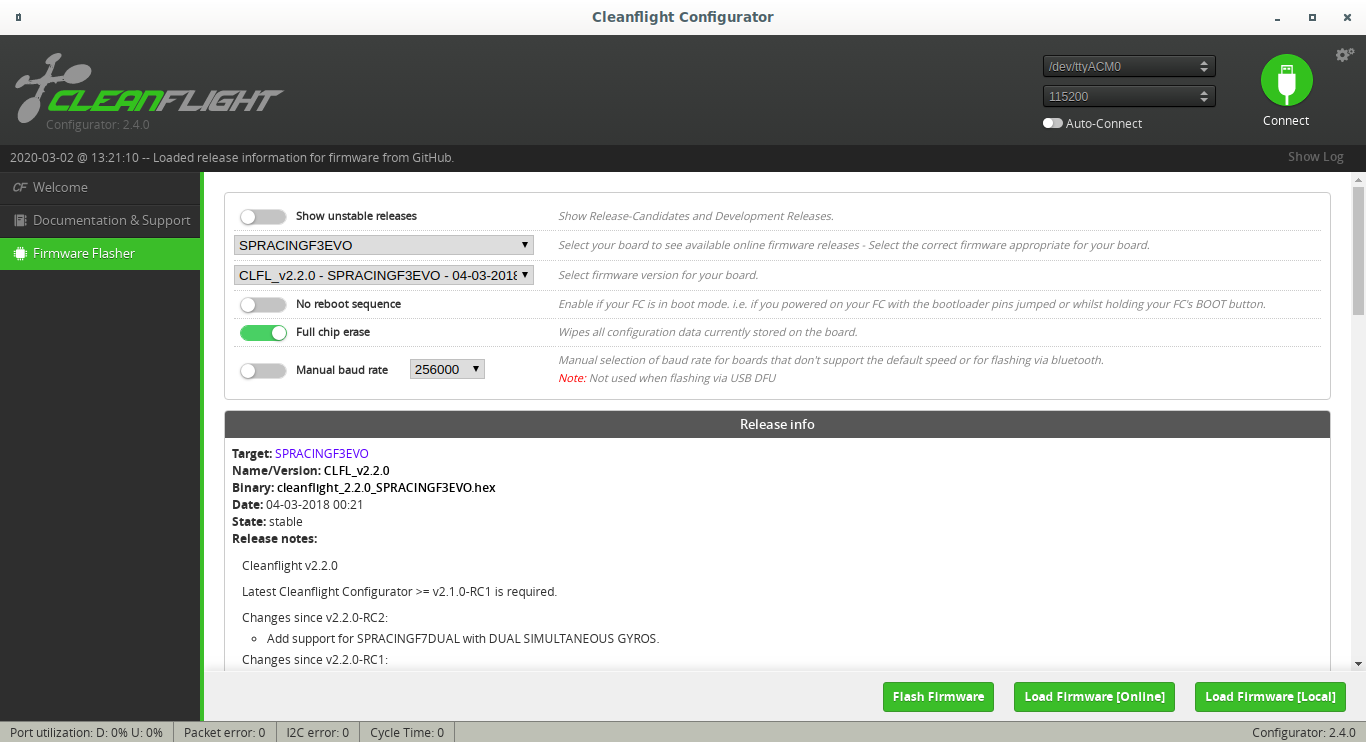 Cleanflight Configurator
CLEANFLIGHT
Configurator: 2.4.0
/dev/ttyACM0
115200
Auto-Connect
Connect
2020-03-02 @ 13:21:10 -- Loaded release information for firmware from GitHub.
Show Log
CF Welcome
Documentation & Support
Firmware Flasher
Show unstable releases
Show Release-Candidates and Development Releases.
SPRACINGF3EVO
Select your board to see available online firmware releases - Select the correct firmware appropriate for your board.
CLFL_v2.2.0 - SPRACINGF3EVO - 04-03-2018
Select firmware version for your board.
No reboot sequence
Enable if your FC is in boot mode. i.e. if you powered on your FC with the bootloader pins jumped or whilst holding your FC's BOOT button.
Full chip erase
Wipes all configuration data currently stored on the board.
Manual baud rate
256000
Manual selection of baud rate for boards that don't support the default speed or for flashing via bluetooth.
Note: Not used when flashing via USB DFU
Release info
Target: SPRACINGF3EVO
Name/Version: CLFL_v2.2.0
Binary: cleanflight_2.2.0_SPRACINGF3EVO.hex
Date: 04-03-2018 00:21
State: stable
Release notes:
Cleanflight v2.2.0
Latest Cleanflight Configurator >= v2.1.0-RC1 is required.
Changes since v2.2.0-RC2:
Add support for SPRACINGF7DUAL with DUAL SIMULTANEOUS GYROS.
Changes since v2.2.0-RC1:
Flash Firmware
Load Firmware [Online]
Load Firmware [Local]
Port utilization: D: 0% U: 0%
Packet error: 0
I2C error: 0
Cycle Time: 0
Configurator: 2.4.0